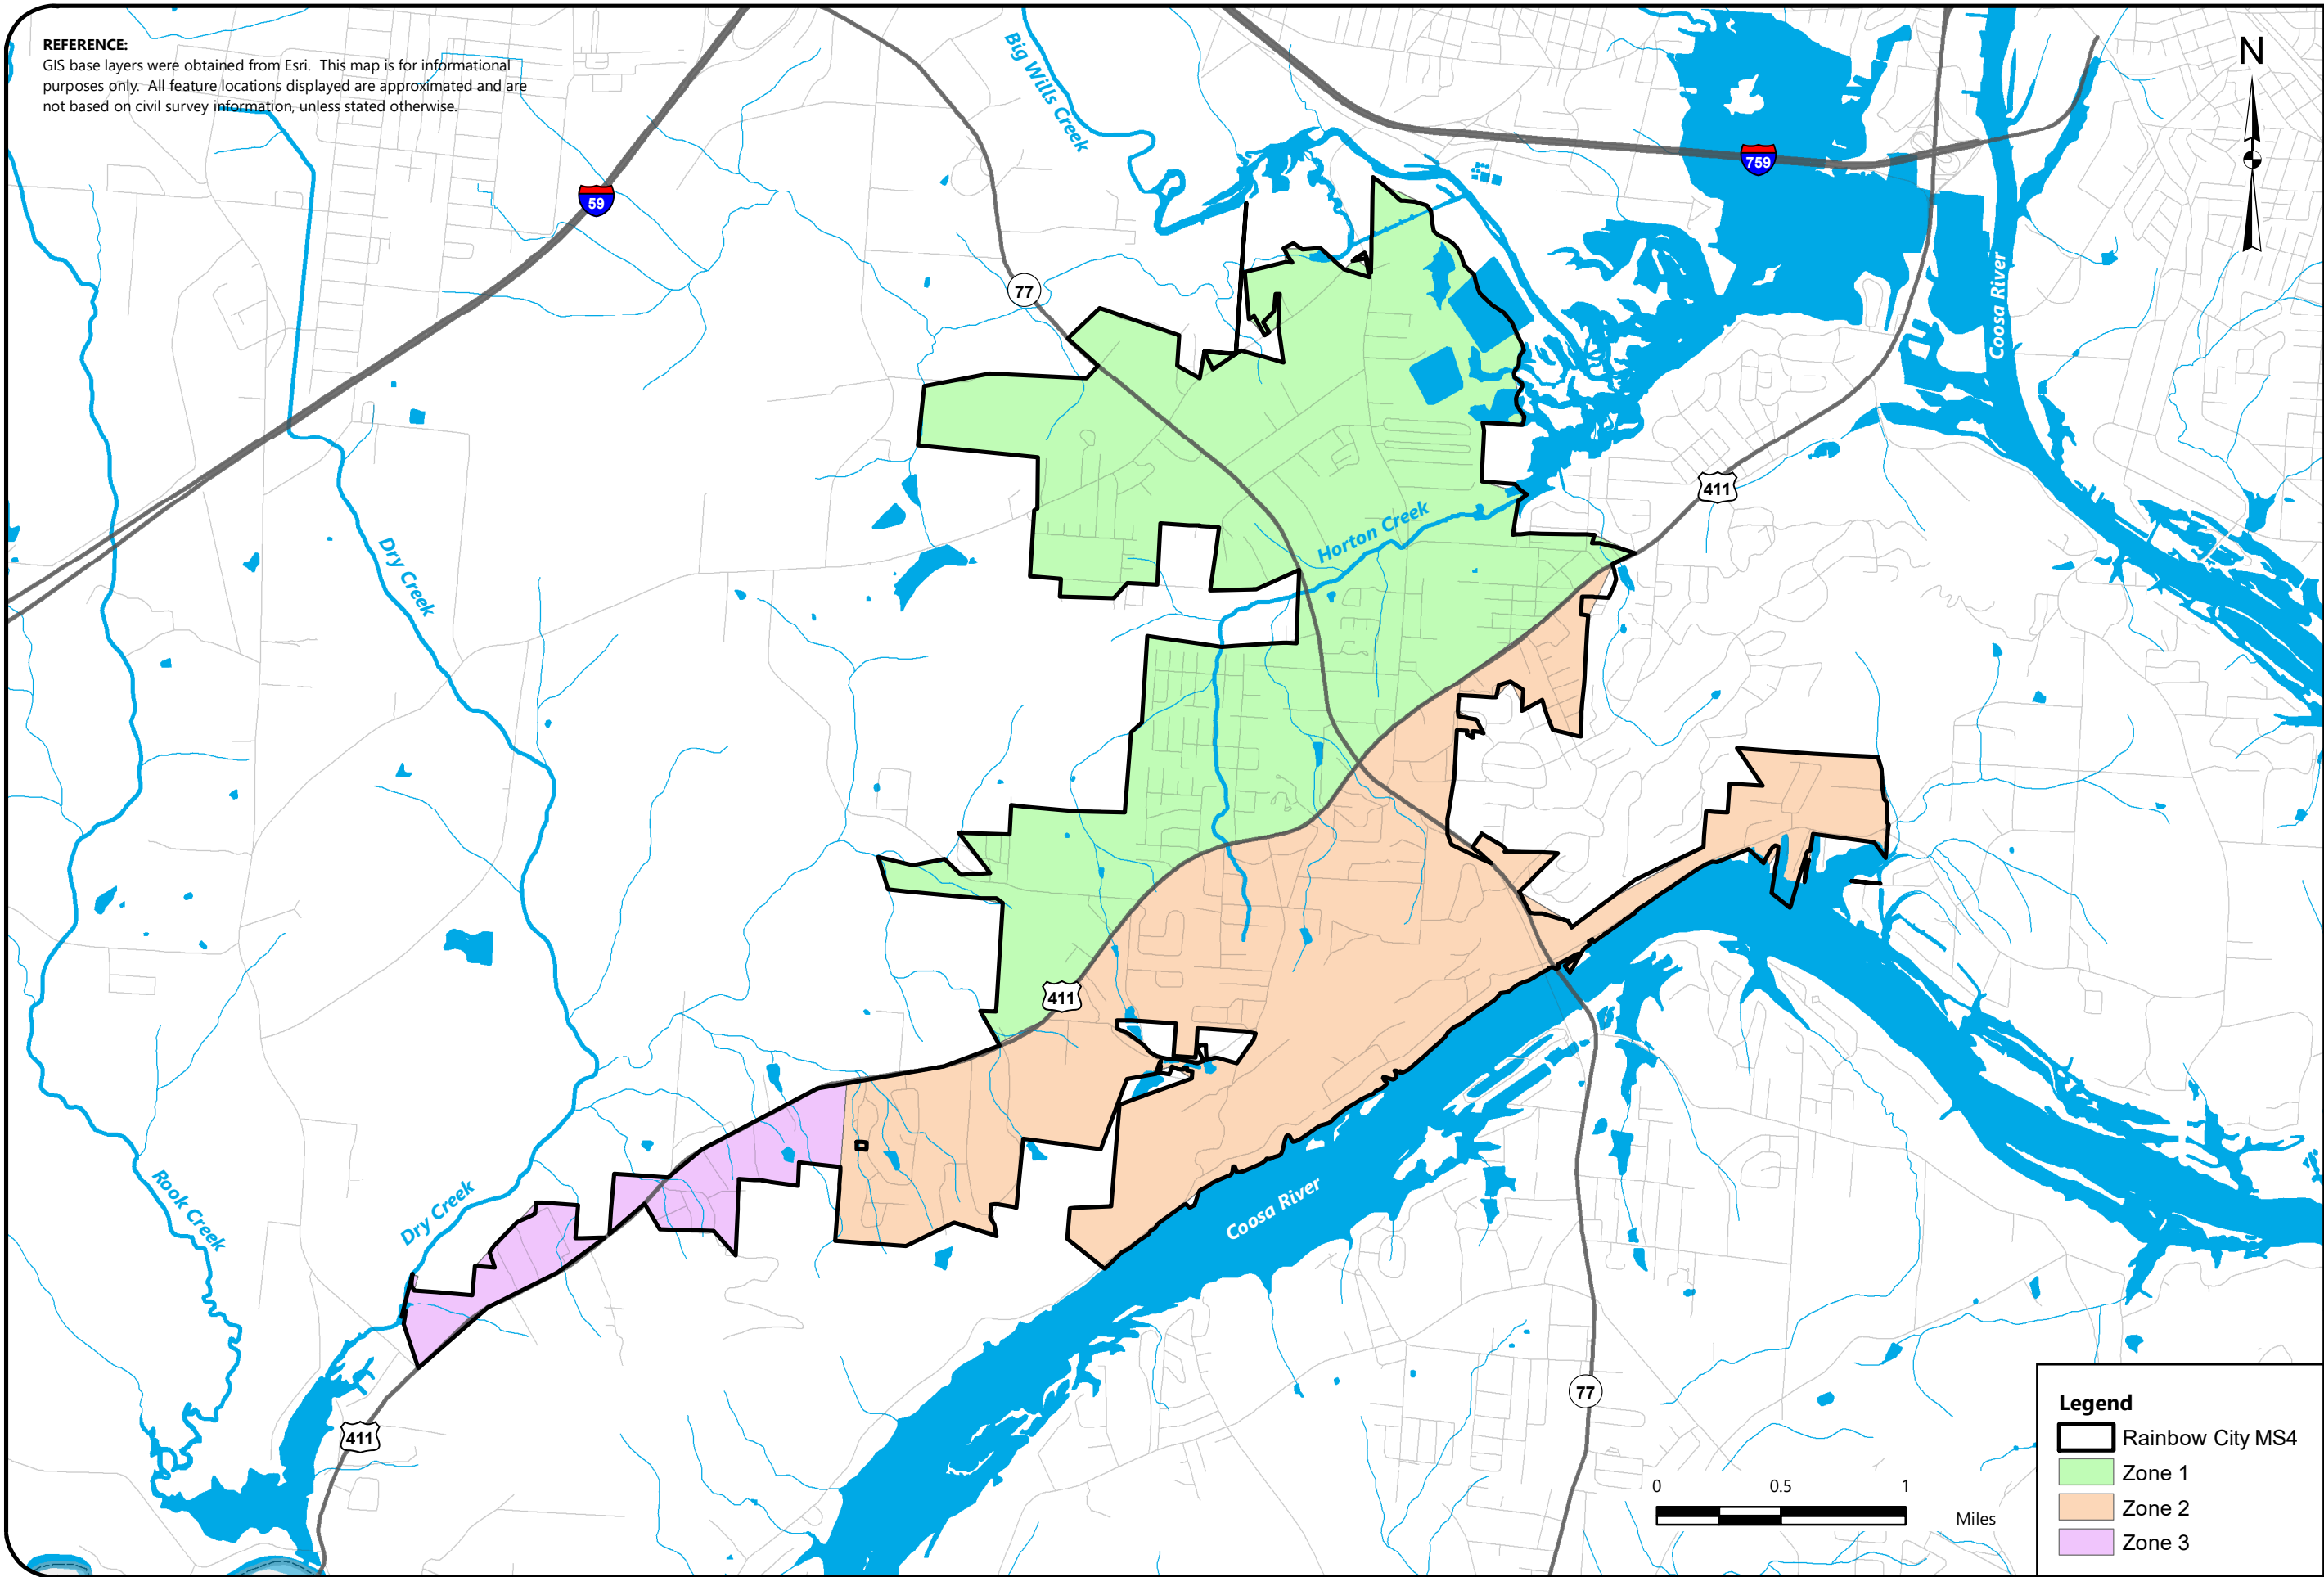 REFERENCE:
GIS base layers were obtained from Esri. This map is for informational
purposes only. All feature locations displayed are approximated and are
not based on civil survey information, unless stated otherwise.
Big Wills Creek
N
759
59
77
Coosa River
411
Horton Creek
Dry Creek
411
Rook Creek
Dry Creek
Coosa River
77
411
Legend
Rainbow City MS4
Zone 1
Zone 2
Zone 3
0 0.5 1
Miles